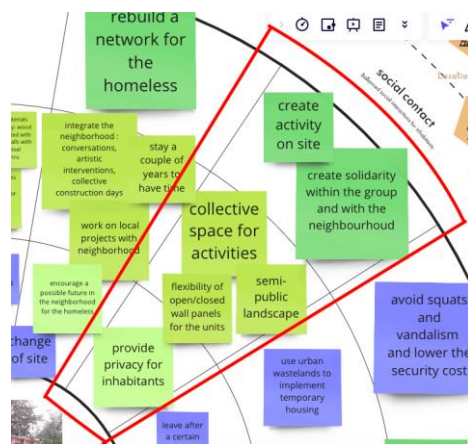 rebuild a
network for
the
homeless
social contact
create
activity
on site
integrate the
neighborhood :
conversations,
artistic
interventions,
collective
construction days
stay a
couple of
years to
have time
create solidarity
within the group
and with the
neighbourhoud
work on local
projects with
neighborhood
collective
space for
activities
encourage a
possible future in
the neighborhood
for the homeless
flexibility of
open/closed
wall panels
for the units
semi-
public
landscape
avoid squats
and
vandalism
and lower the
security cost
change
of site
provide
privacy for
inhabitants
use urban
wastelands to
implement
temporary
housing
leave after
a certain